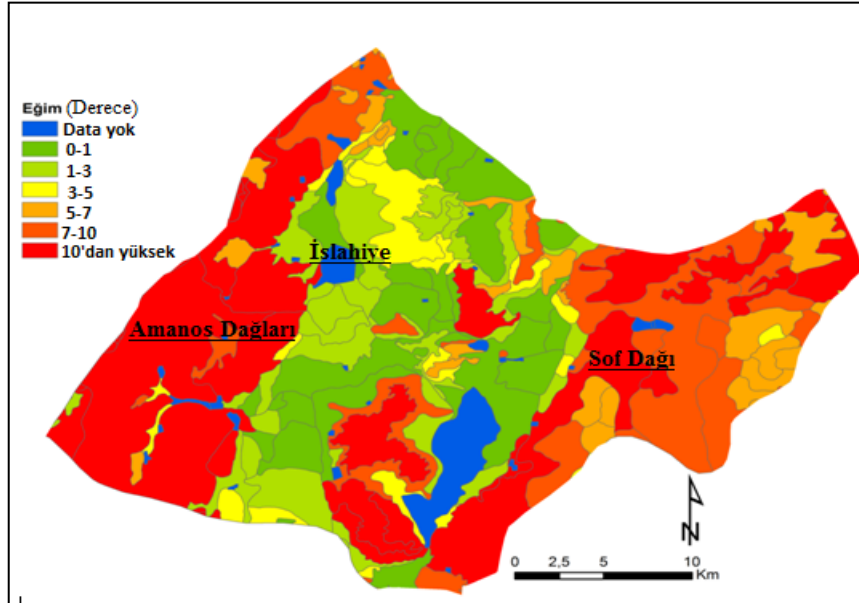 Eğim (Derece)
Data yok
0-1
1-3
3-5
5-7
7-10
10'dan yüksek
İslahiye
Amanos Dağları
Sof Dağı
N
0 2,5 5 10
Km